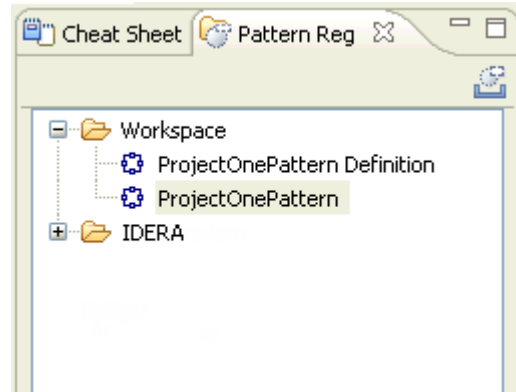 Cheat Sheet Pattern Reg
Workspace
ProjectOnePattern Definition
ProjectOnePattern
IDERA